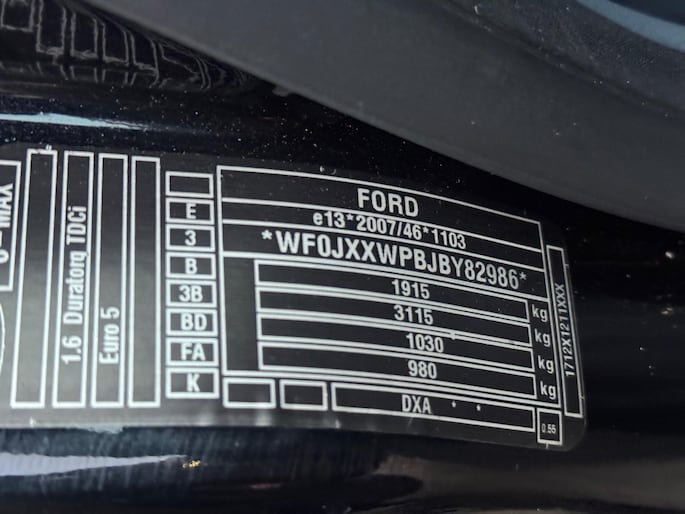 C-MAX
1.6 Duratorq TDCi
Euro 5
E
3
B
3B
BD
FA
K
FORD
e13*2007/46*1103
*WF0JXXWPBJBY82986*
1915 kg
3115 kg
1030 kg
980 kg
DXA * *
0.55
1712X1211XXX